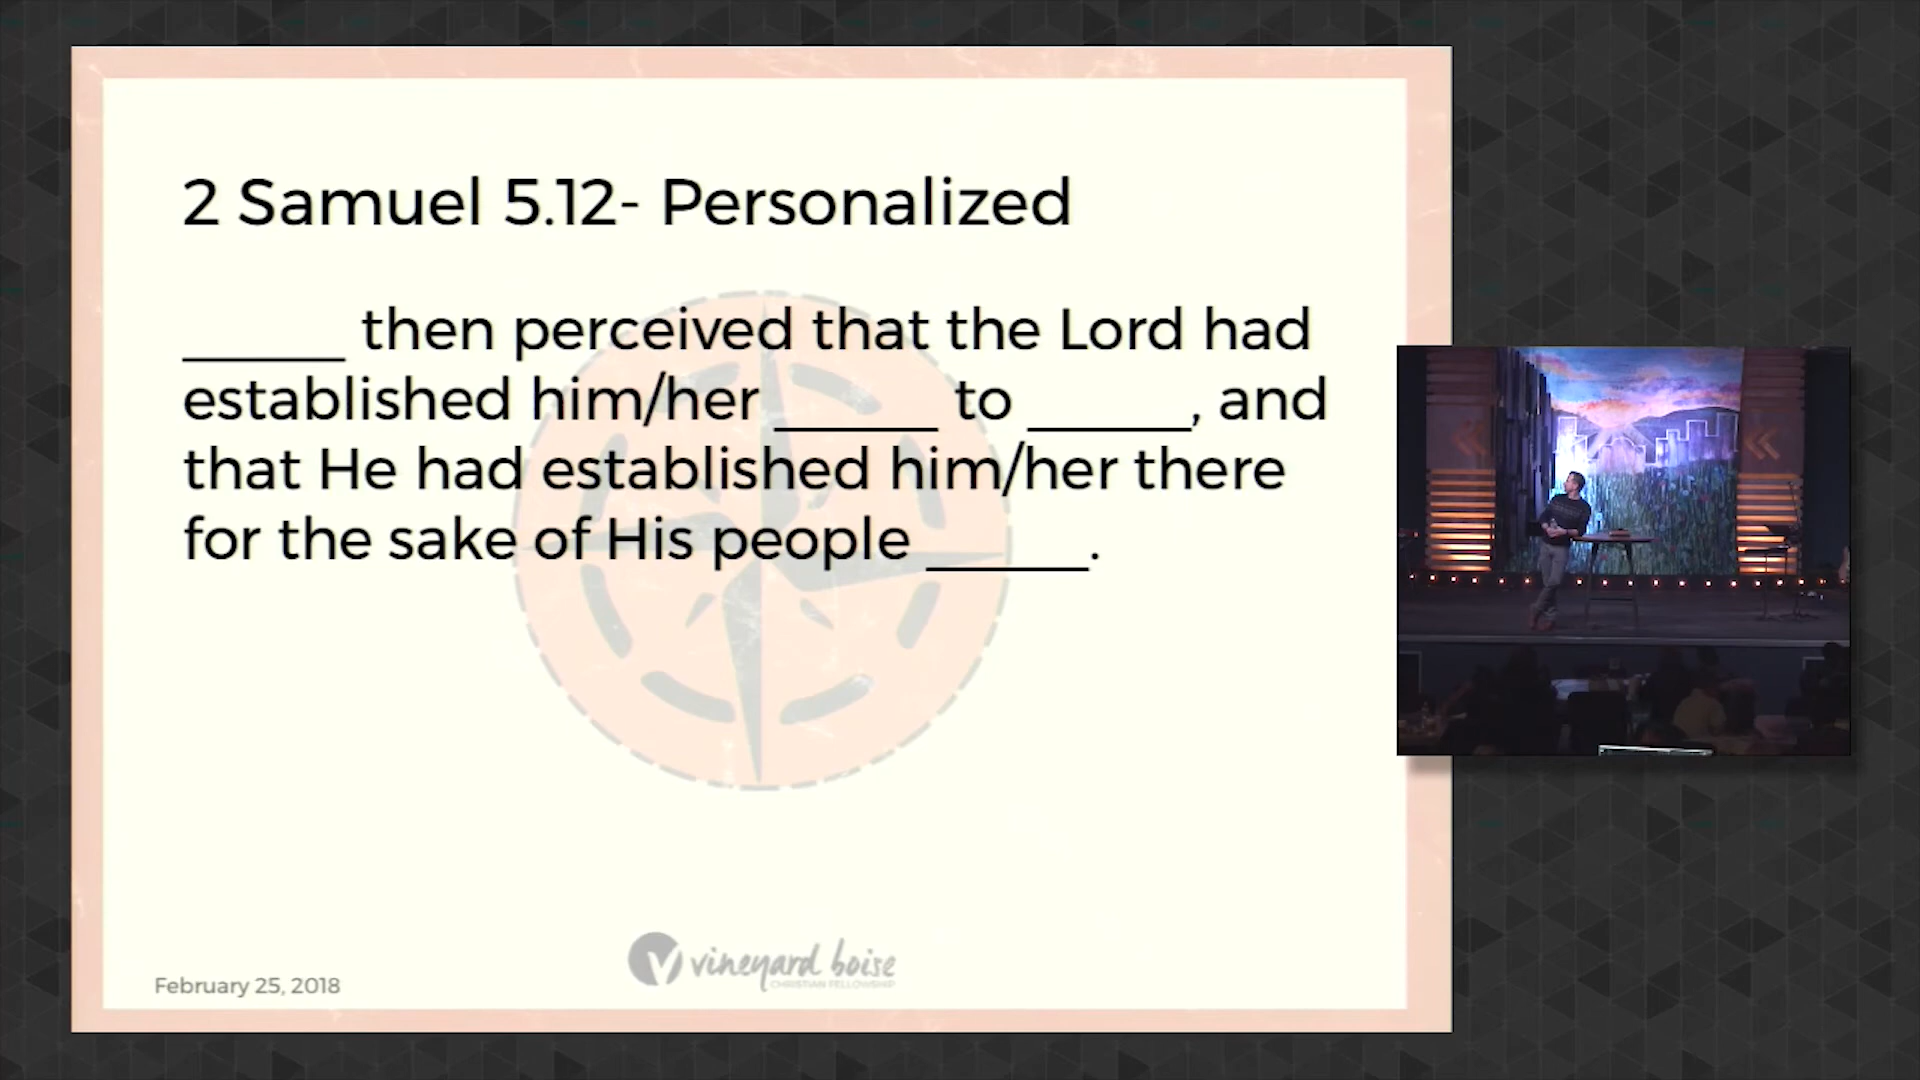 2 Samuel 5.12- Personalized
______ then perceived that the Lord had
established him/her ______ to ______, and
that He had established him/her there
for the sake of His people ______.
vineyard boise
CHRISTIAN FELLOWSHIP
February 25, 2018